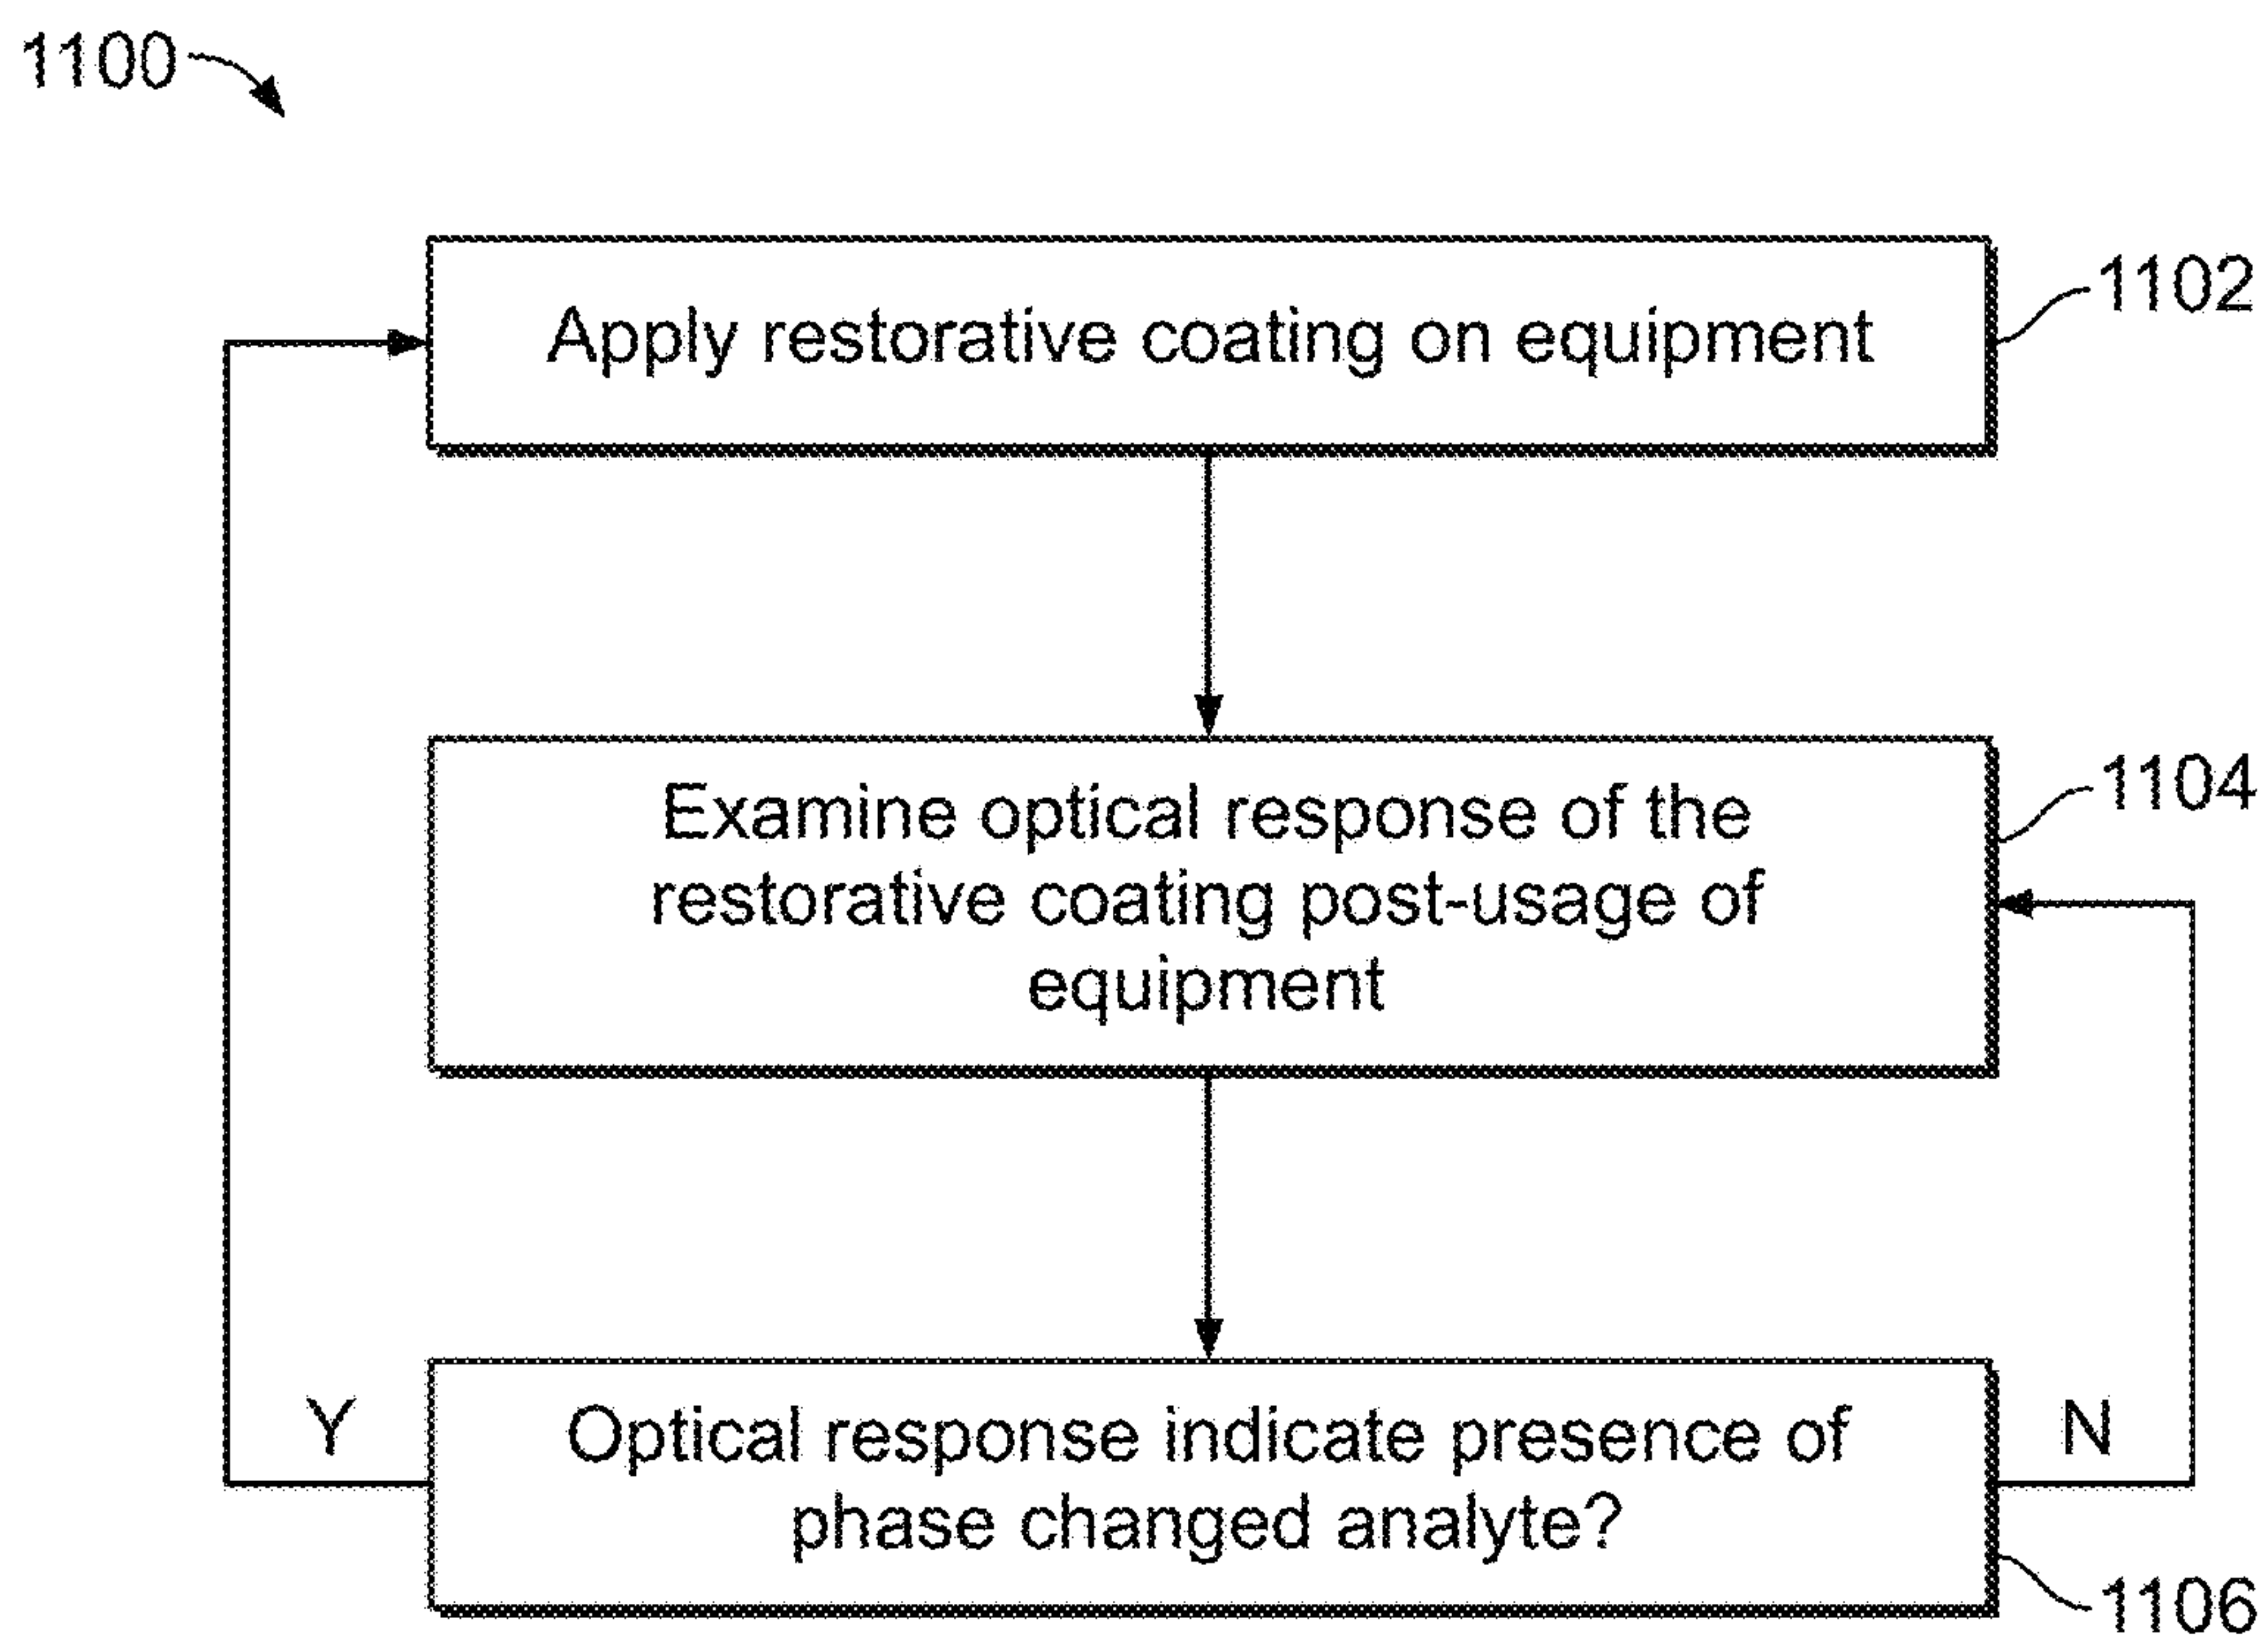 1100
Apply restorative coating on equipment
1102
Examine optical response of the
restorative coating post-usage of
equipment
1104
Y
Optical response indicate presence of
phase changed analyte?
N
1106